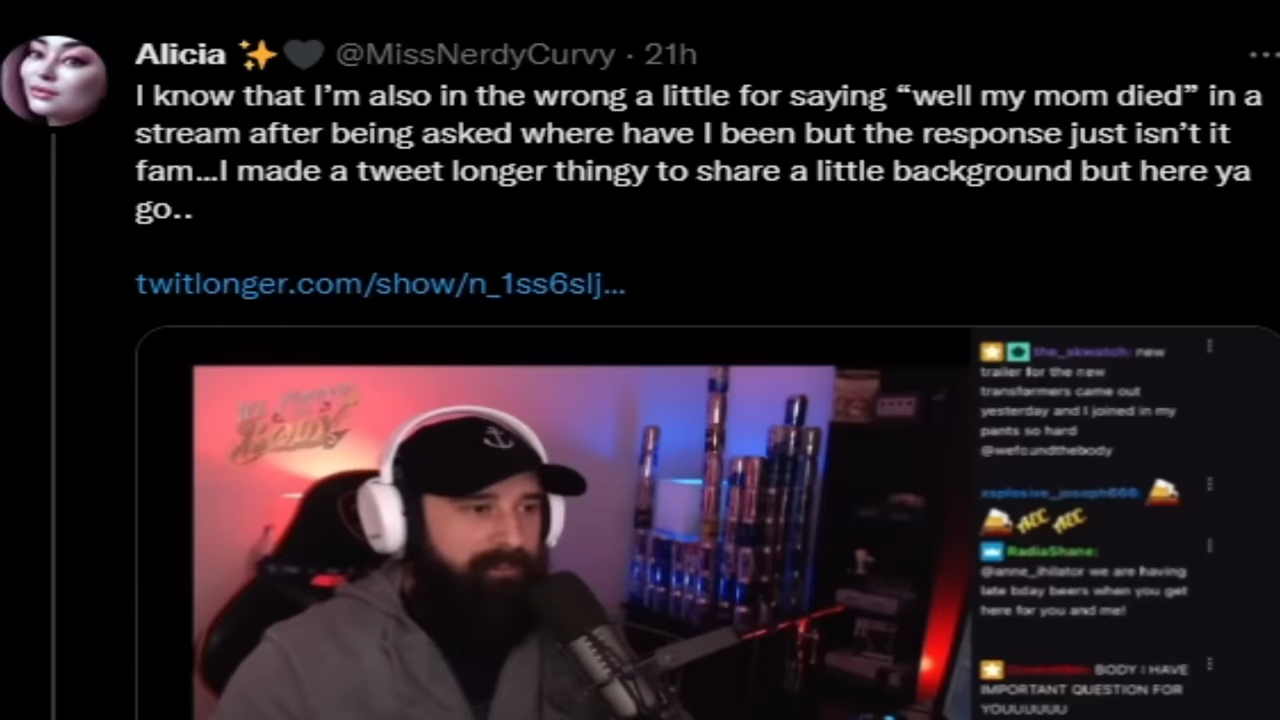 Alicia ✨🖤 @MissNerdyCurvy · 21h
I know that I’m also in the wrong a little for saying “well my mom died” in a
stream after being asked where have I been but the response just isn’t it
fam...I made a tweet longer thingy to share a little background but here ya
go..
twitlonger.com/show/n_1ss6slj...
the_skwatch: new
trailer for the new
transformers came out
yesterday and I joined in my
pants so hard
@wefoundthebody
xsplosive_joseph666:
RadiaShane:
@anne_ihilator we are having
late bday beers when you get
here for you and me!
BODY I HAVE
IMPORTANT QUESTION FOR
YOUUUUUU